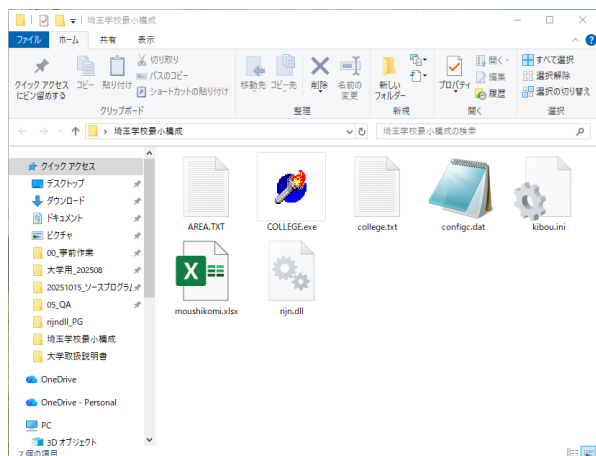 埼玉学校最小構成
ファイル ホーム 共有 表示
クイック アクセスにピン留めする
コピー
貼り付け
切り取り
パスのコピー
ショートカットの貼り付け
クリップボード
移動先
コピー先
削除
名前の変更
整理
新しいフォルダー
新規
プロパティ
開く
編集
履歴
開く
すべて選択
選択解除
選択の切り替え
選択
埼玉学校最小構成
埼玉学校最小構成の検索
クイック アクセス
デスクトップ
ダウンロード
ドキュメント
ピクチャ
00_事前作業
大学用_202508
20251015_ソースプログラム
05_QA
rijndll_PG
埼玉学校最小構成
大学取扱説明書
OneDrive
OneDrive - Personal
PC
3D オブジェクト
AREA.TXT
COLLEGE.exe
college.txt
configc.dat
kibou.ini
moushikomi.xlsx
rijn.dll
7 個の項目